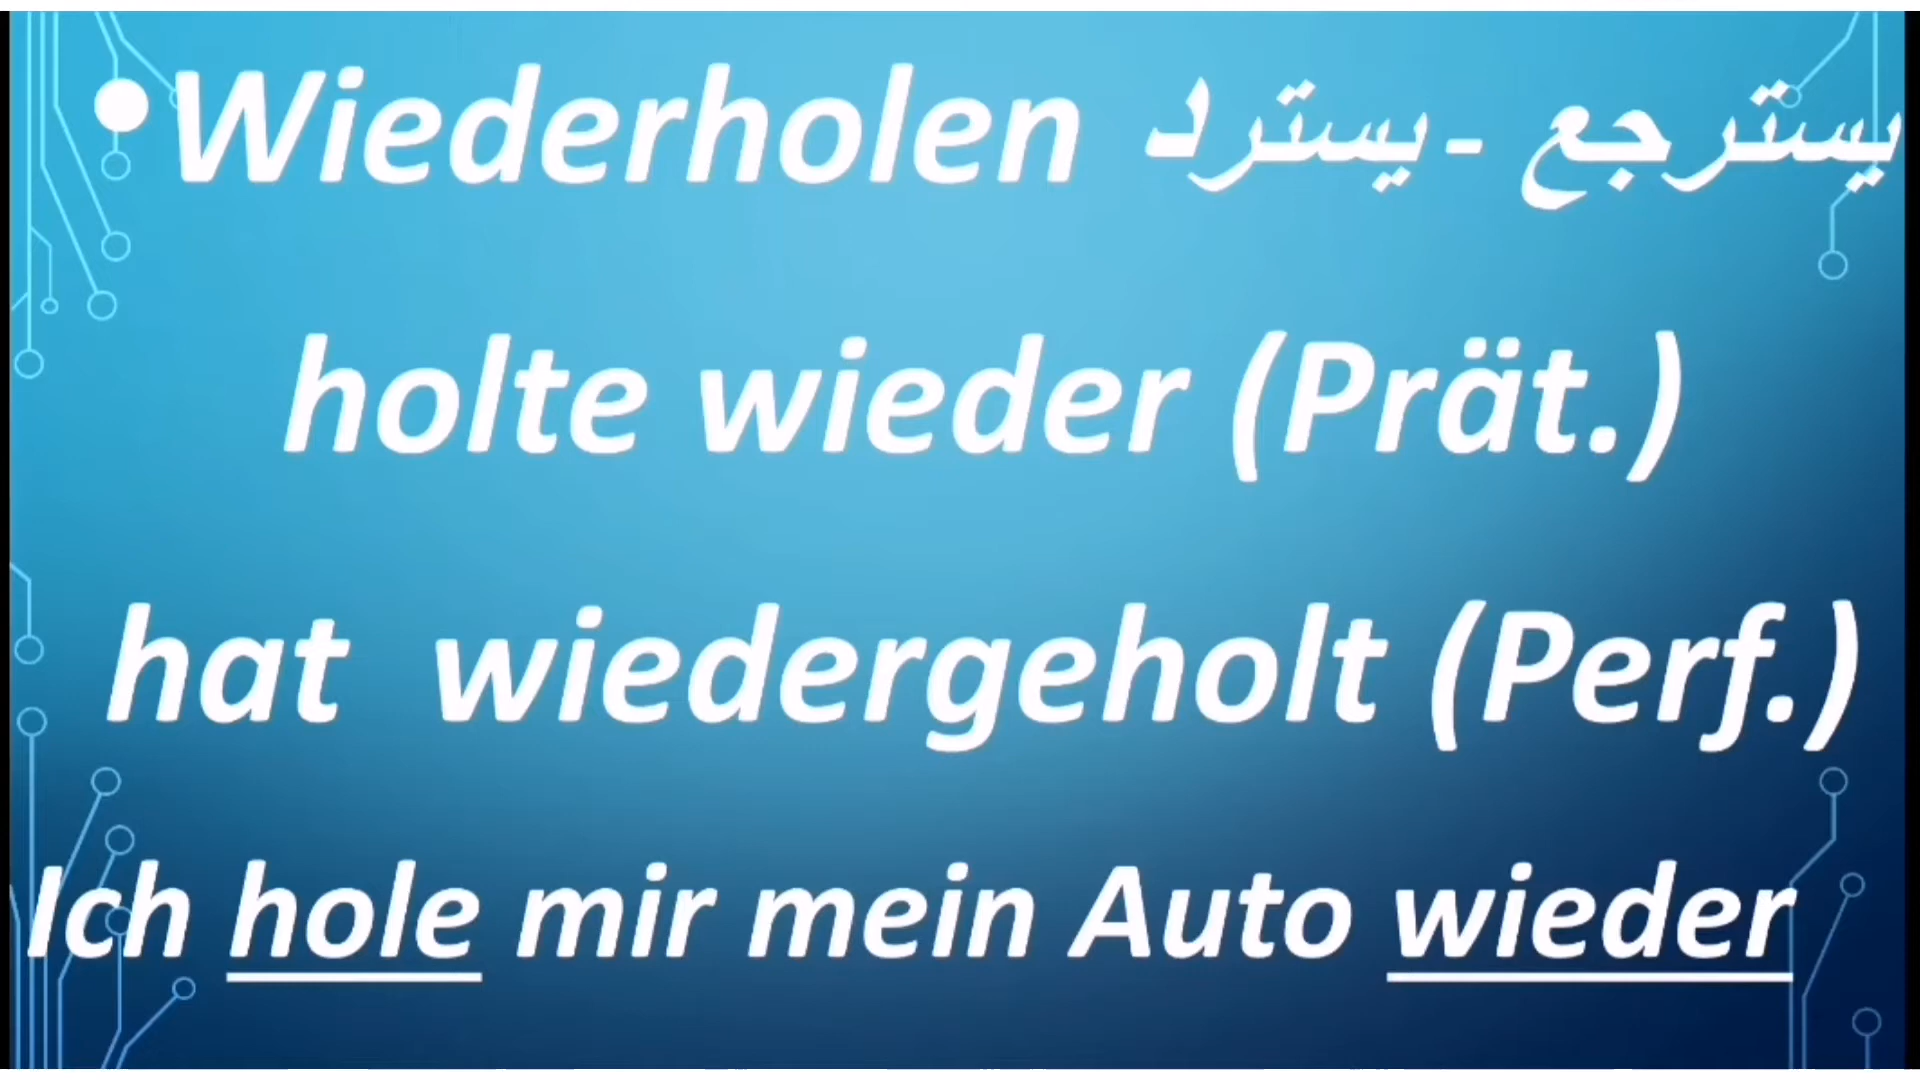 •Wiederholen يسترجع - يسترد
holte wieder (Prät.)
hat wiedergeholt (Perf.)
Ich hole mir mein Auto wieder